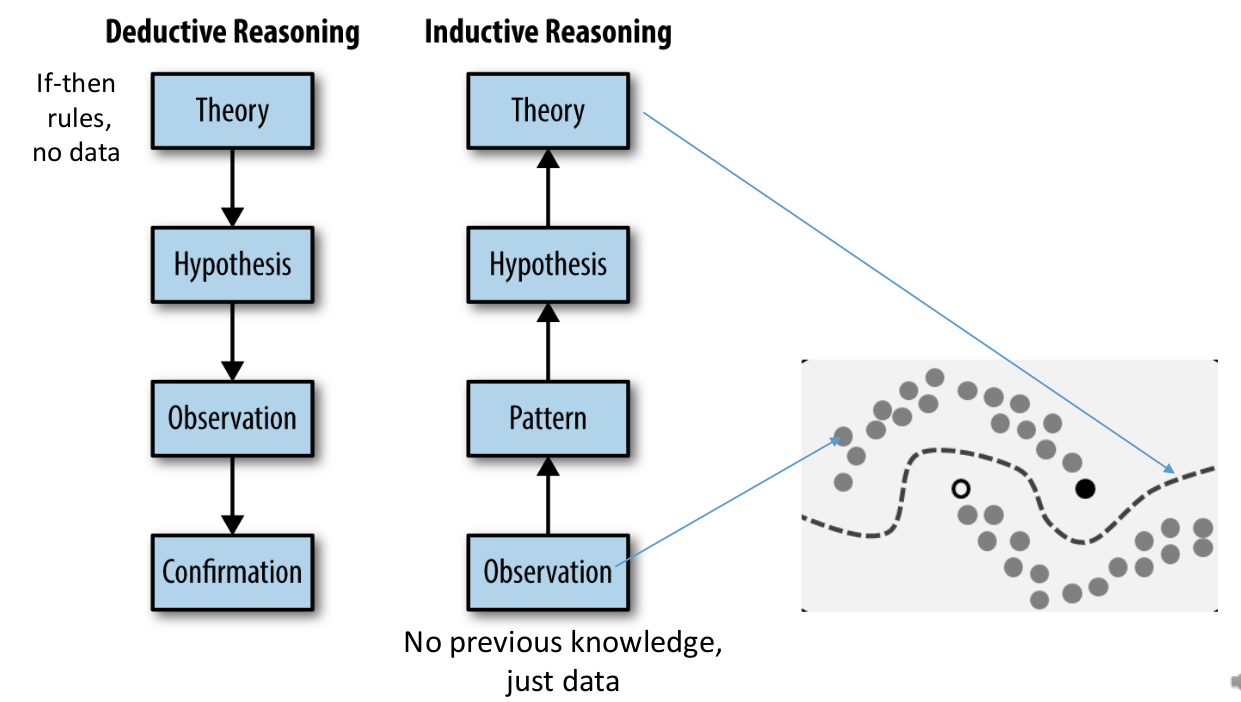 Deductive Reasoning
If-then
rules,
no data
Theory
Hypothesis
Observation
Confirmation
Inductive Reasoning
Theory
Hypothesis
Pattern
Observation
No previous knowledge,
just data